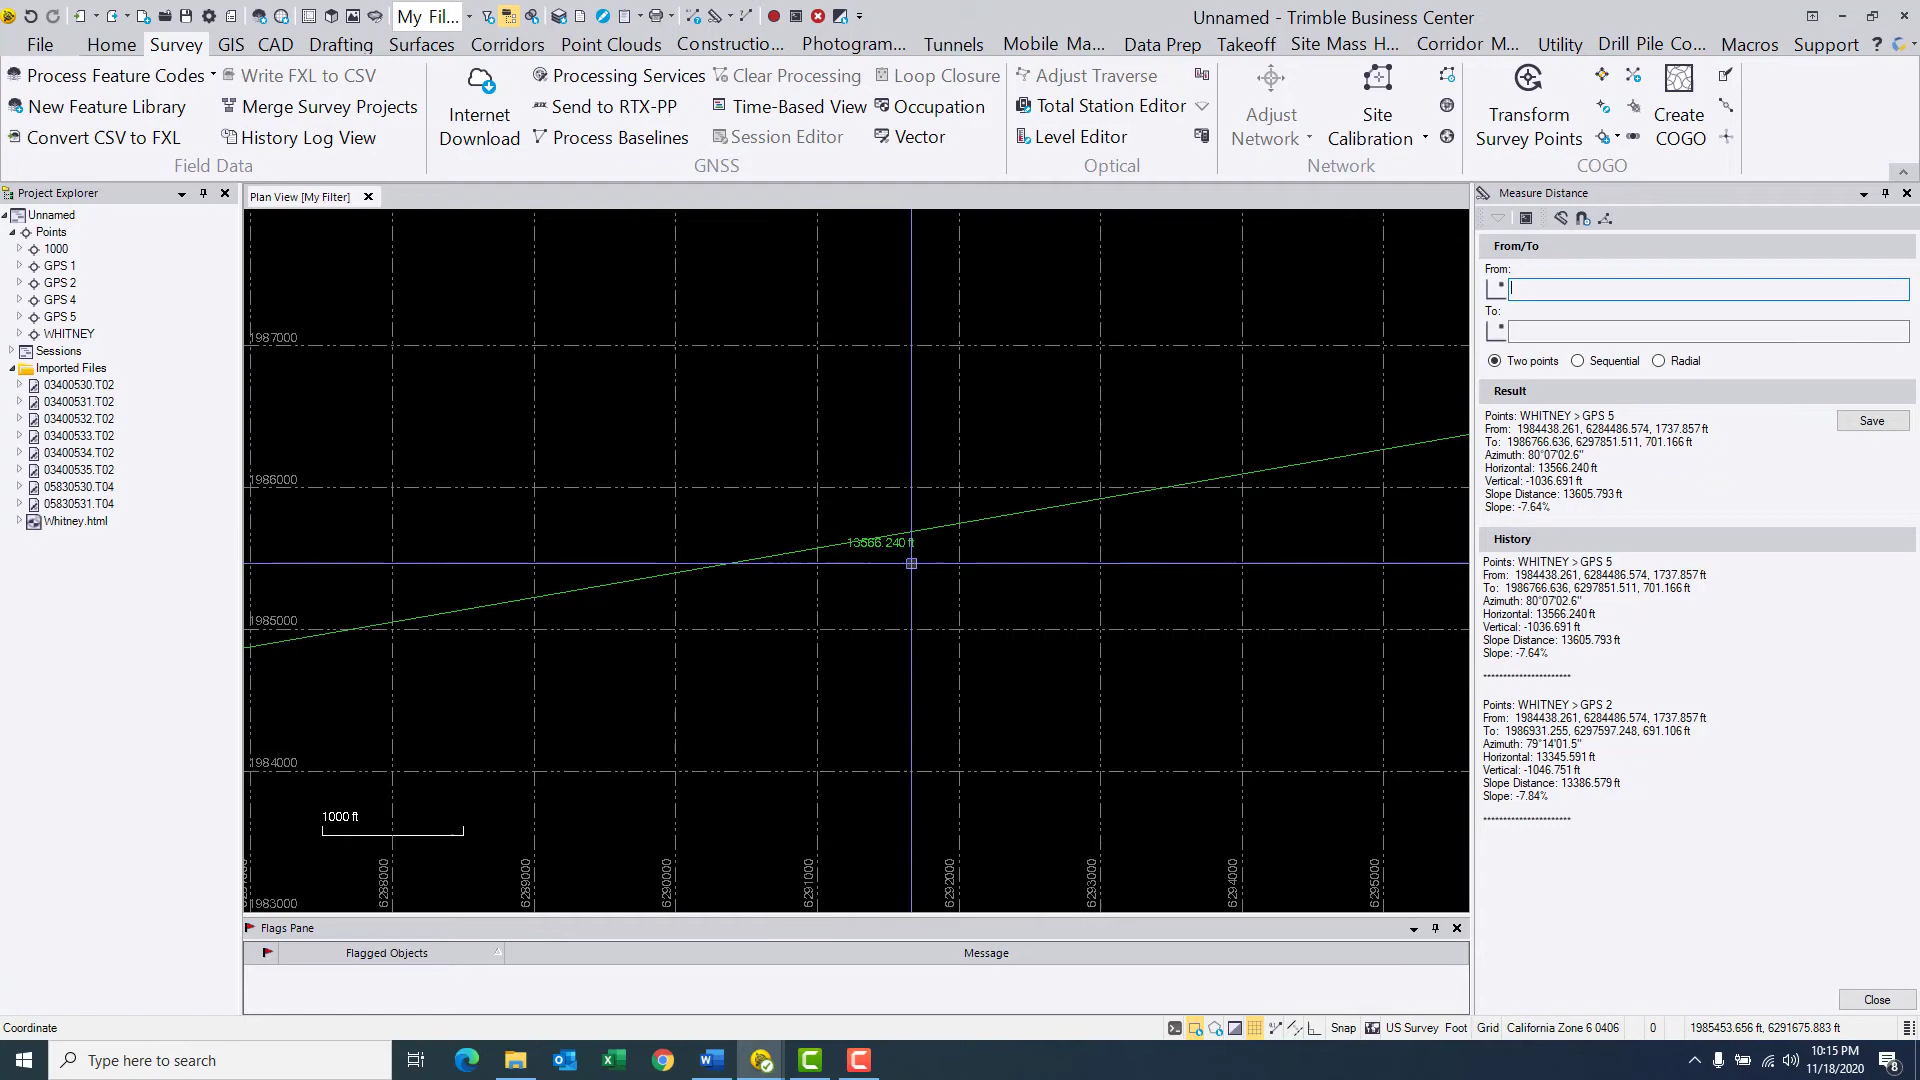 My Fil...
Unnamed - Trimble Business Center
File Home Survey GIS CAD Drafting Surfaces Corridors Point Clouds Constructio... Photogram... Tunnels Mobile Ma... Data Prep Takeoff Site Mass H... Corridor M... Utility Drill Pile Co... Macros Support
Process Feature Codes
Write FXL to CSV
New Feature Library
Merge Survey Projects
Convert CSV to FXL
History Log View
Field Data
Internet
Download
Processing Services
Clear Processing
Loop Closure
Send to RTX-PP
Time-Based View
Occupation
Process Baselines
Session Editor
Vector
GNSS
Adjust Traverse
Total Station Editor
Level Editor
Optical
Adjust
Network
Site
Calibration
Network
Transform
Survey Points
Create
COGO
COGO
Project Explorer
Unnamed
Points
1000
GPS 1
GPS 2
GPS 4
GPS 5
WHITNEY
Sessions
Imported Files
03400530.T02
03400531.T02
03400532.T02
03400533.T02
03400534.T02
03400535.T02
05830530.T04
05830531.T04
Whitney.html
Plan View [My Filter]
1987000
1986000
1985000
1984000
1983000
13566.240 ft
1000 ft
6288000
6289000
6290000
6291000
6292000
6293000
6294000
6295000
Flags Pane
Flagged Objects
Message
Measure Distance
From/To
From:
To:
Two points Sequential Radial
Result
Points: WHITNEY > GPS 5
Save
From: 1984438.261, 6284486.574, 1737.857 ft
To: 1986766.636, 6297851.511, 701.166 ft
Azimuth: 80°07'02.6"
Horizontal: 13566.240 ft
Vertical: -1036.691 ft
Slope Distance: 13605.793 ft
Slope: -7.64%
History
Points: WHITNEY > GPS 5
From: 1984438.261, 6284486.574, 1737.857 ft
To: 1986766.636, 6297851.511, 701.166 ft
Azimuth: 80°07'02.6"
Horizontal: 13566.240 ft
Vertical: -1036.691 ft
Slope Distance: 13605.793 ft
Slope: -7.64%
**********************
Points: WHITNEY > GPS 2
From: 1984438.261, 6284486.574, 1737.857 ft
To: 1986931.255, 6297597.248, 691.106 ft
Azimuth: 79°14'01.5"
Horizontal: 13345.591 ft
Vertical: -1046.751 ft
Slope Distance: 13386.579 ft
Slope: -7.84%
**********************
Close
Coordinate
Snap US Survey Foot Grid California Zone 6 0406 0 1985453.656 ft, 6291675.883 ft
Type here to search
10:15 PM
11/18/2020
8